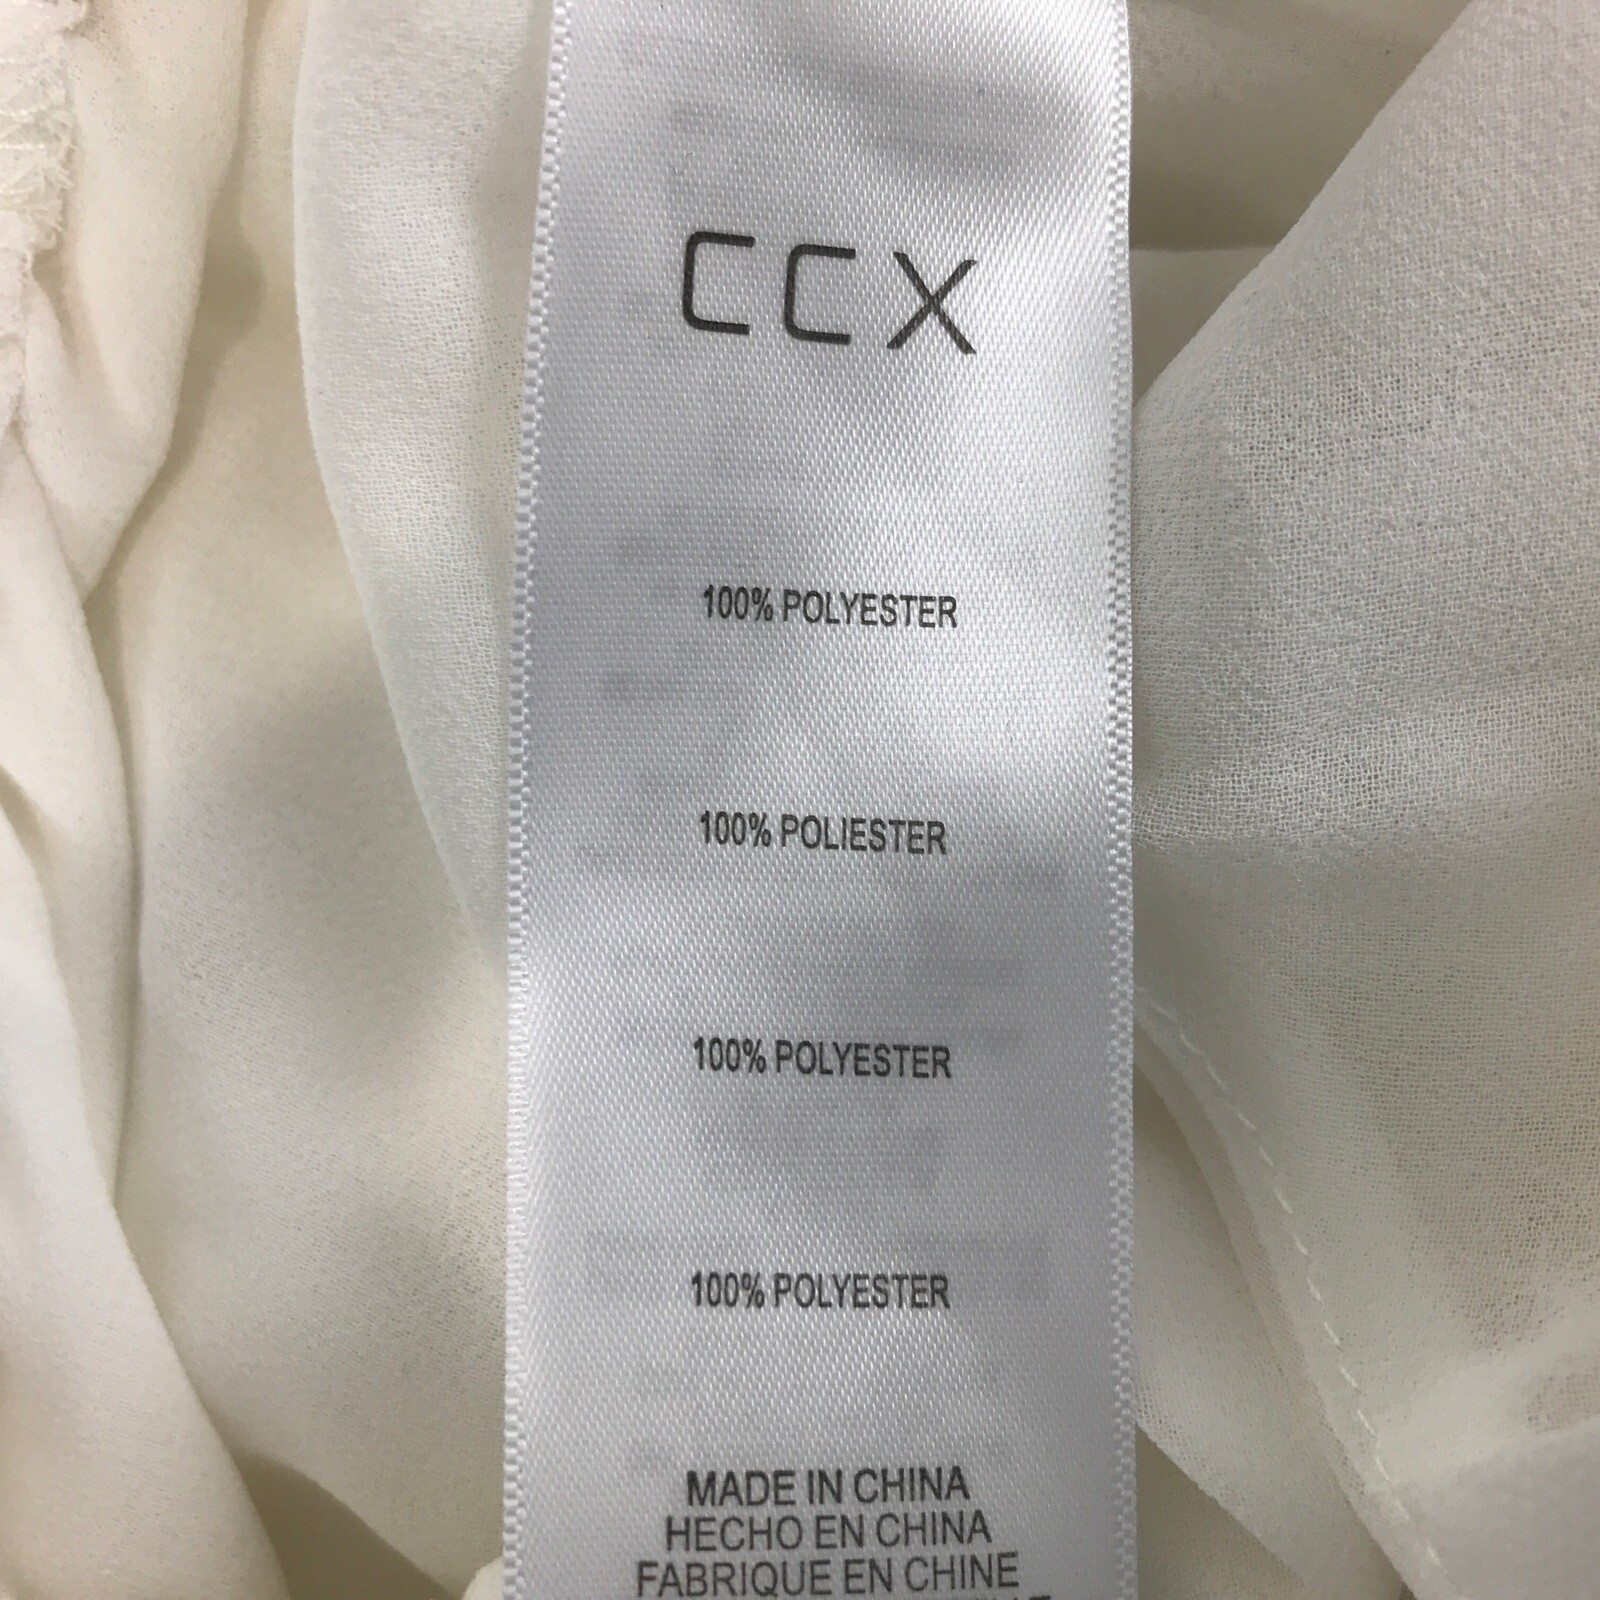 CCX
100% POLYESTER
100% POLIESTER
100% POLYESTER
100% POLYESTER
MADE IN CHINA
HECHO EN CHINA
FABRIQUE EN CHINE